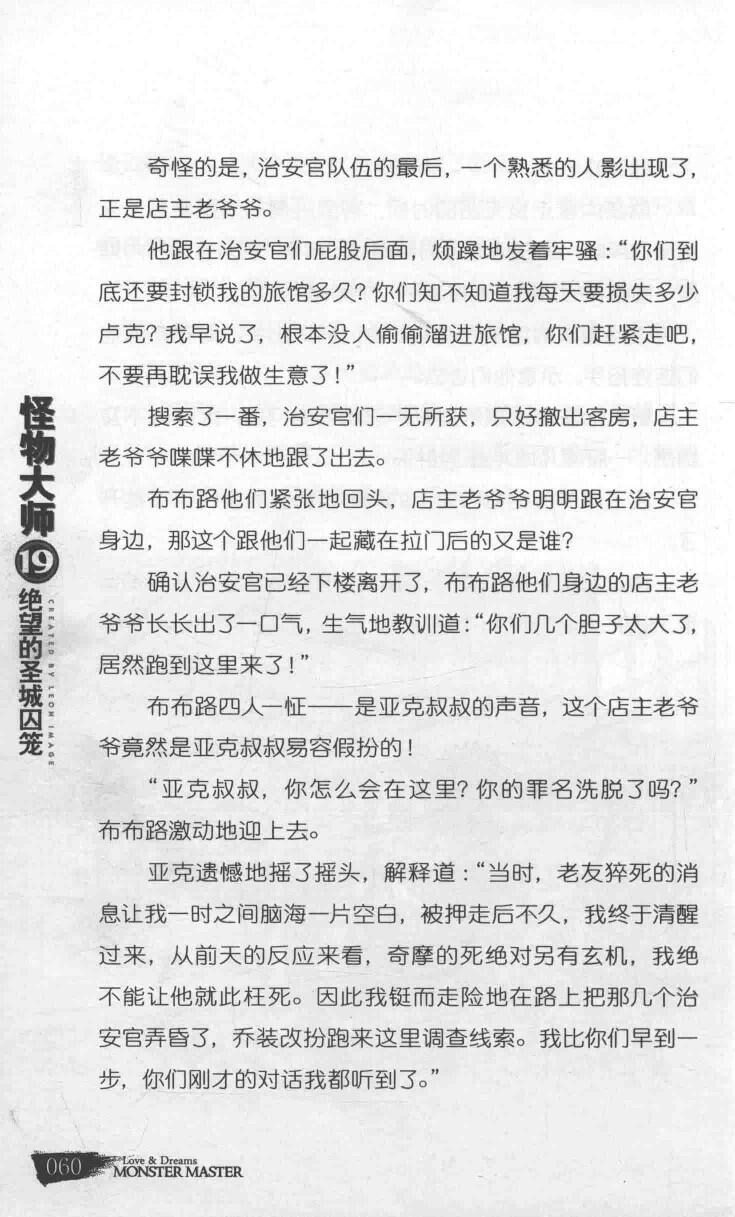 奇怪的是，治安官队伍的最后，一个熟悉的人影出现了，
正是店主老爷爷。
他跟在治安官们屁股后面，烦躁地发着牢骚：“你们到
底还要封锁我的旅馆多久？你们知不知道我每天要损失多少
卢克？我早说了，根本没人偷偷溜进旅馆，你们赶紧走吧，
不要再耽误我做生意了！”
搜索了一番，治安官们一无所获，只好撤出客房，店主
老爷爷喋喋不休地跟了出去。
布布路他们紧张地回头，店主老爷爷明明跟在治安官
身边，那这个跟他们一起藏在拉门后的又是谁？
确认治安官已经下楼离开了，布布路他们身边的店主老
爷爷长长出了一口气，生气地教训道：“你们几个胆子太大了，
居然跑到这里来了！”
布布路四人一怔——是亚克叔叔的声音，这个店主老爷
爷竟然是亚克叔叔易容假扮的！
“亚克叔叔，你怎么会在这里？你的罪名洗脱了吗？”
布布路激动地迎上去。
亚克遗憾地摇了摇头，解释道：“当时，老友猝死的消
息让我一时之间脑海一片空白，被押走后不久，我终于清醒
过来，从前天的反应来看，奇摩的死绝对另有玄机，我绝
不能让他就此枉死。因此我铤而走险地在路上把那几个治
安官弄昏了，乔装改扮跑来这里调查线索。我比你们早到一
步，你们刚才的对话我都听到了。”
怪物大师
19
绝望的圣城囚笼
CREATED BY LEON IMAGE
060
Love & Dreams
MONSTER MASTER